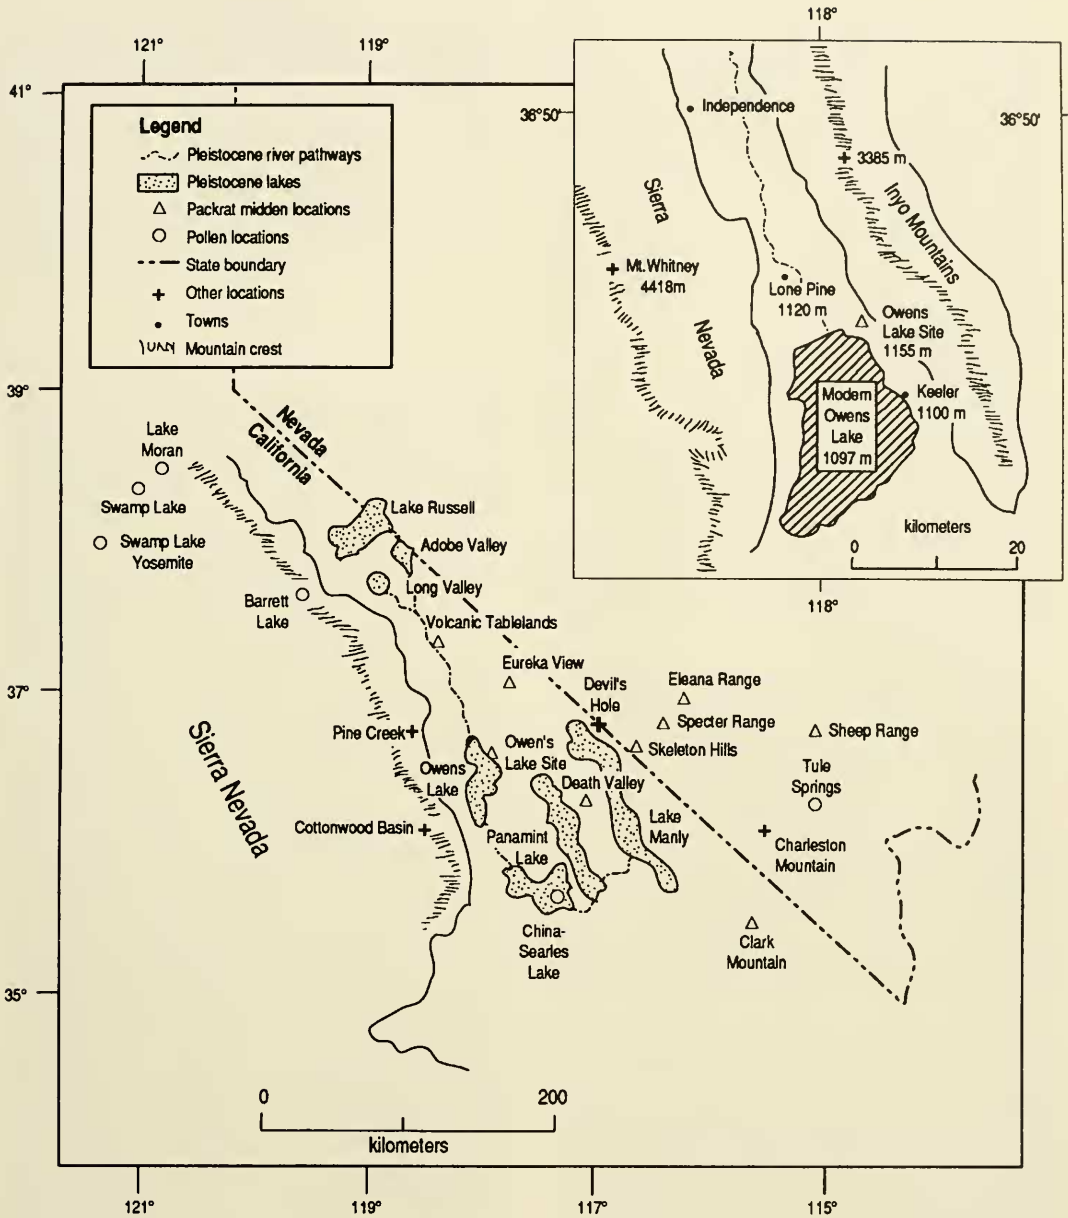 121°
119°
118°
41°
Legend
Pleistocene river pathways
Pleistocene lakes
Packrat midden locations
Pollen locations
State boundary
Other locations
Towns
Mountain crest
36°50'
36°50'
Independence
3385 m
Sierra
Nevada
Inyo Mountains
Mt. Whitney
4418m
Lone Pine
1120 m
Owens
Lake Site
1155 m
Keeler
1100 m
Modern
Owens
Lake
1097 m
kilometers
0
20
118°
39°
Nevada
California
Lake
Moran
Swamp Lake
Swamp Lake
Yosemite
Barrett
Lake
Lake Russell
Adobe Valley
Long Valley
Volcanic Tablelands
Eureka View
37°
Devil's
Hole
Eleana Range
Specter Range
Skeleton Hills
Sheep Range
Tule
Springs
Pine Creek
Owens
Lake
Owen's
Lake Site
Death Valley
Sierra Nevada
Cottonwood Basin
Panamint
Lake
Lake
Manly
Charleston
Mountain
China-
Searles
Lake
Clark
Mountain
35°
0
200
kilometers
121°
119°
117°
115°